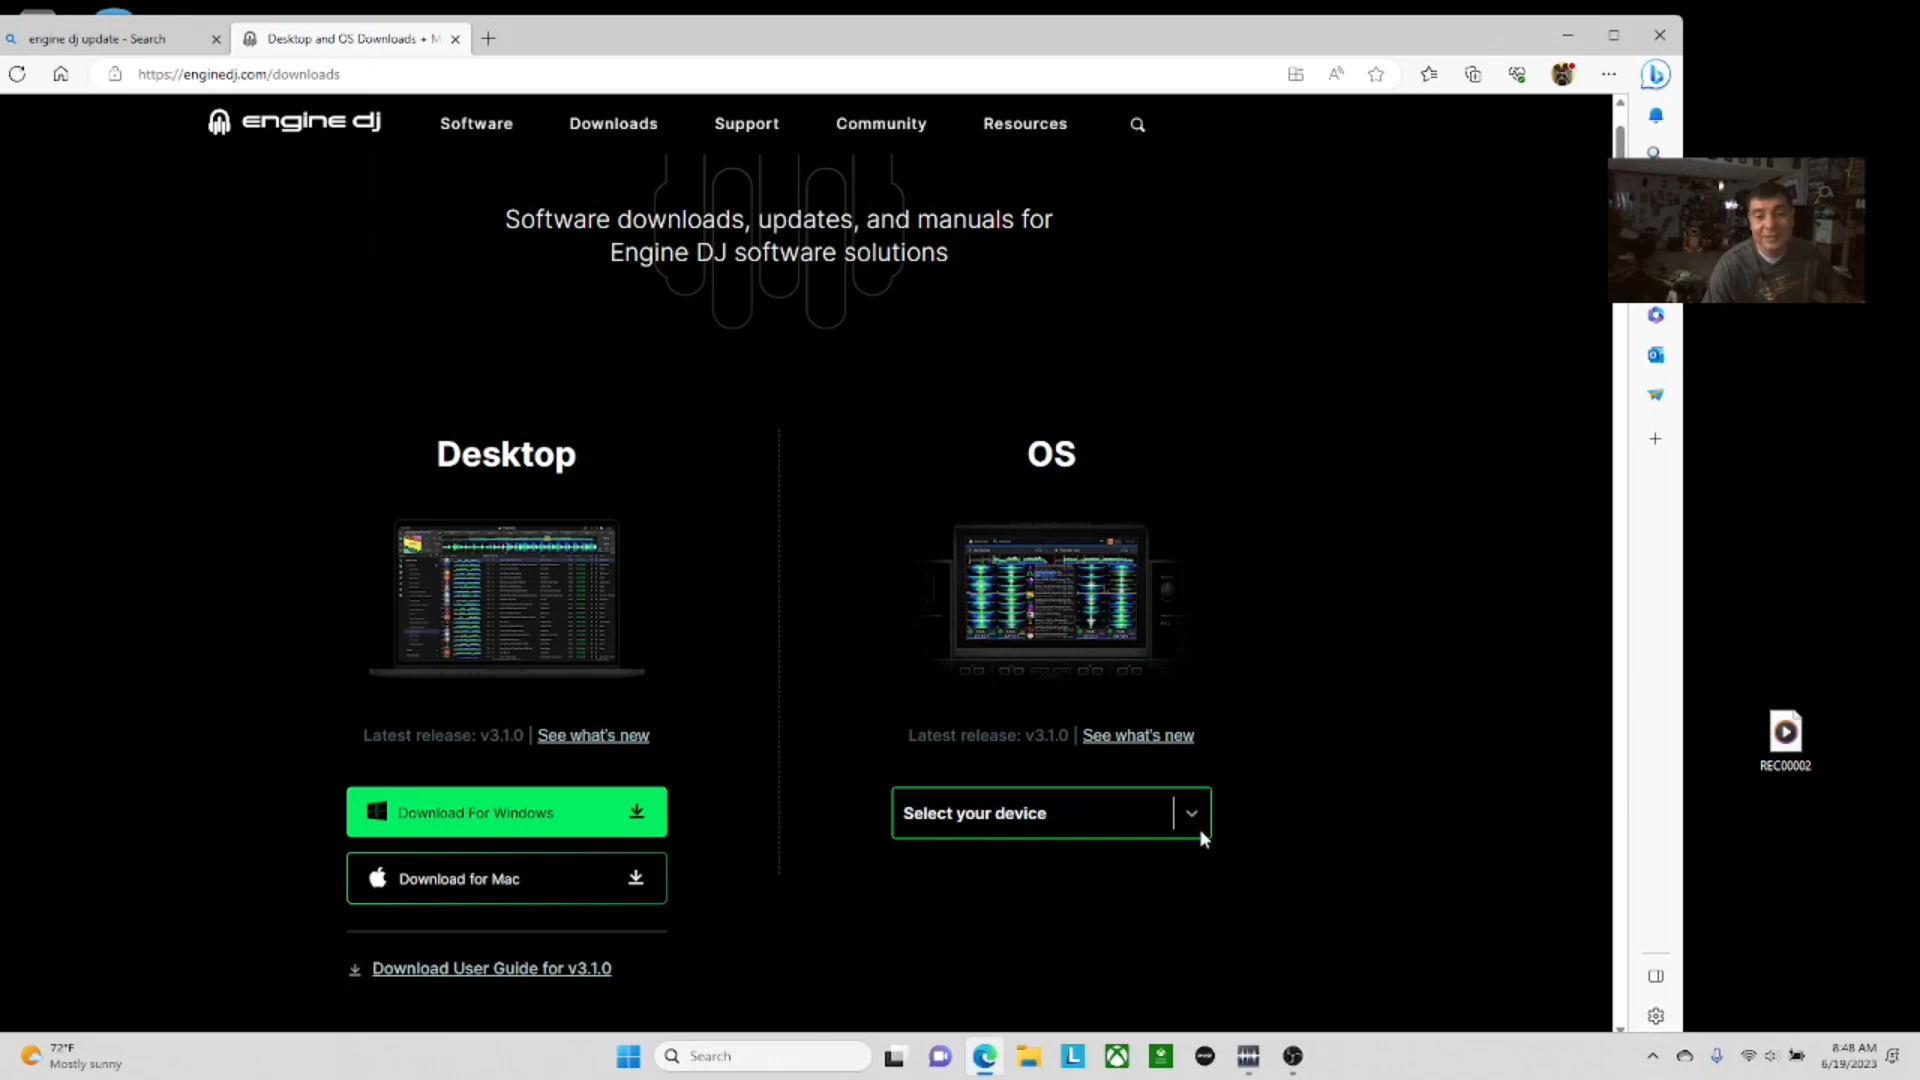 engine dj update - Search
Desktop and OS Downloads + M
https://enginedj.com/downloads
engine dj
Software
Downloads
Support
Community
Resources
Software downloads, updates, and manuals for
Engine DJ software solutions
Desktop
OS
Latest release: v3.1.0 | See what's new
Latest release: v3.1.0 | See what's new
Download For Windows
Select your device
Download for Mac
Download User Guide for v3.1.0
REC00002
72°F
Mostly sunny
Search
8:48 AM
6/19/2023